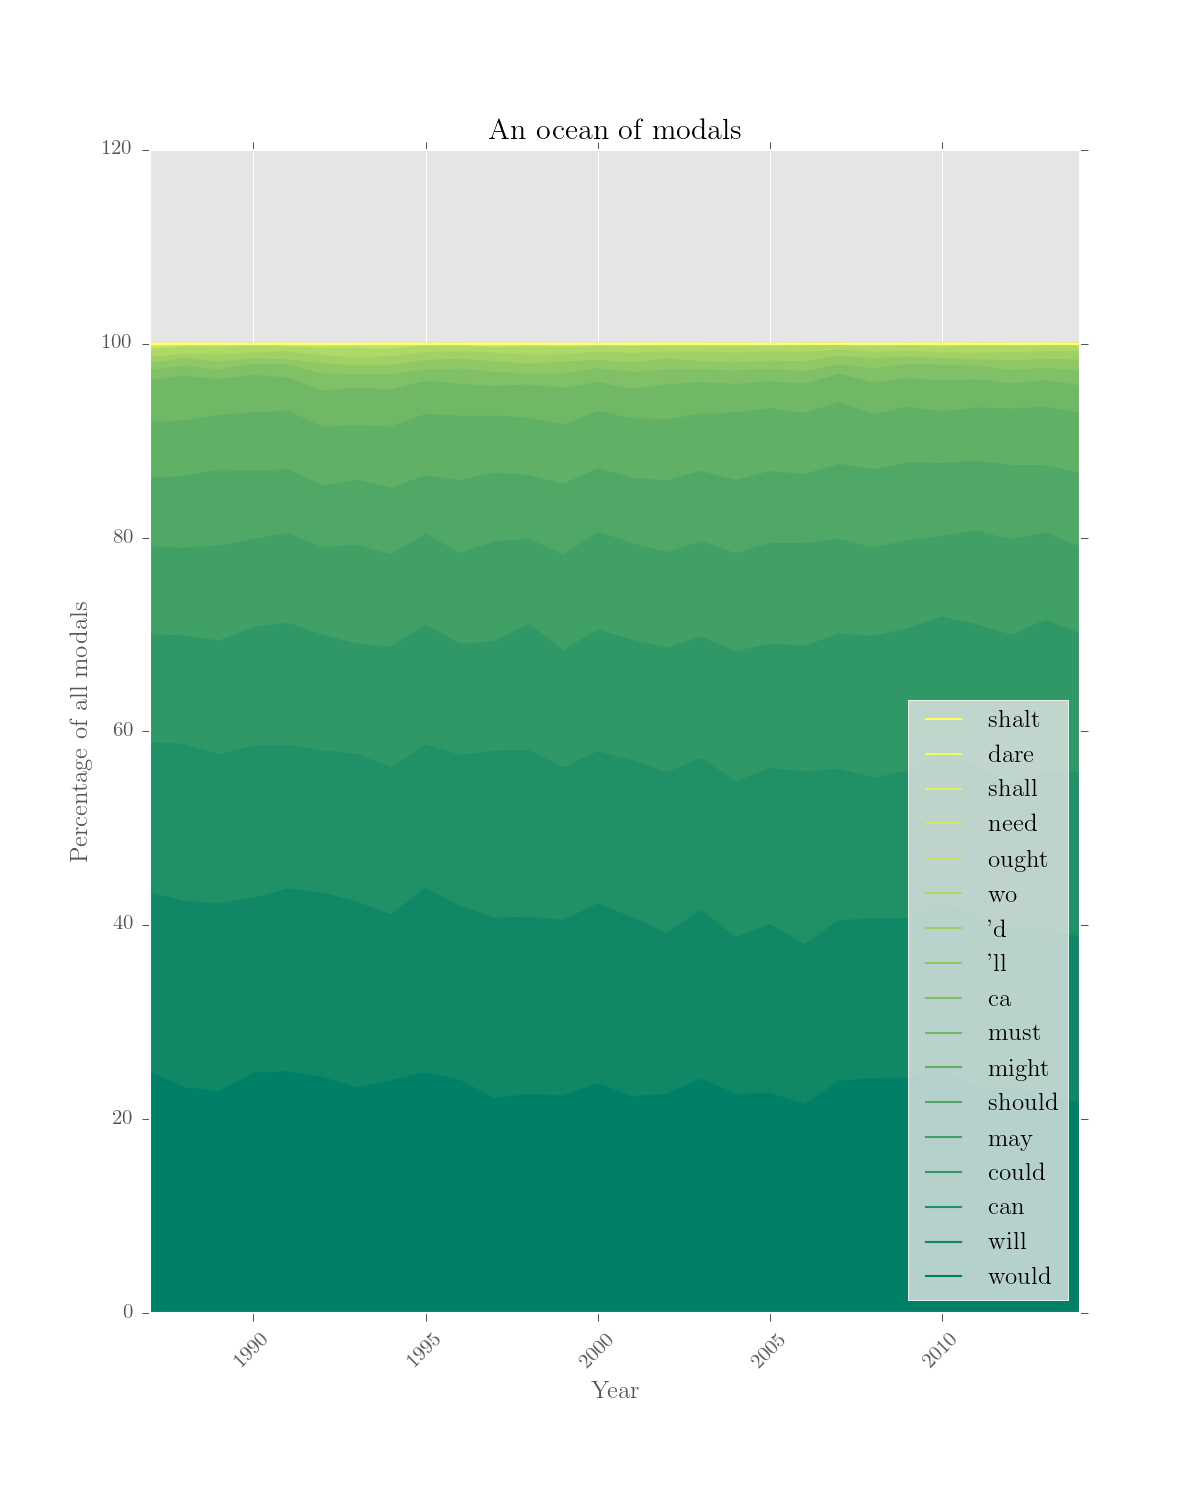 An ocean of modals
120
100
80
60
40
20
0
Percentage of all modals
shalt
dare
shall
need
ought
wo
'd
'll
ca
must
might
should
may
could
can
will
would
1990
1995
2000
2005
2010
Year